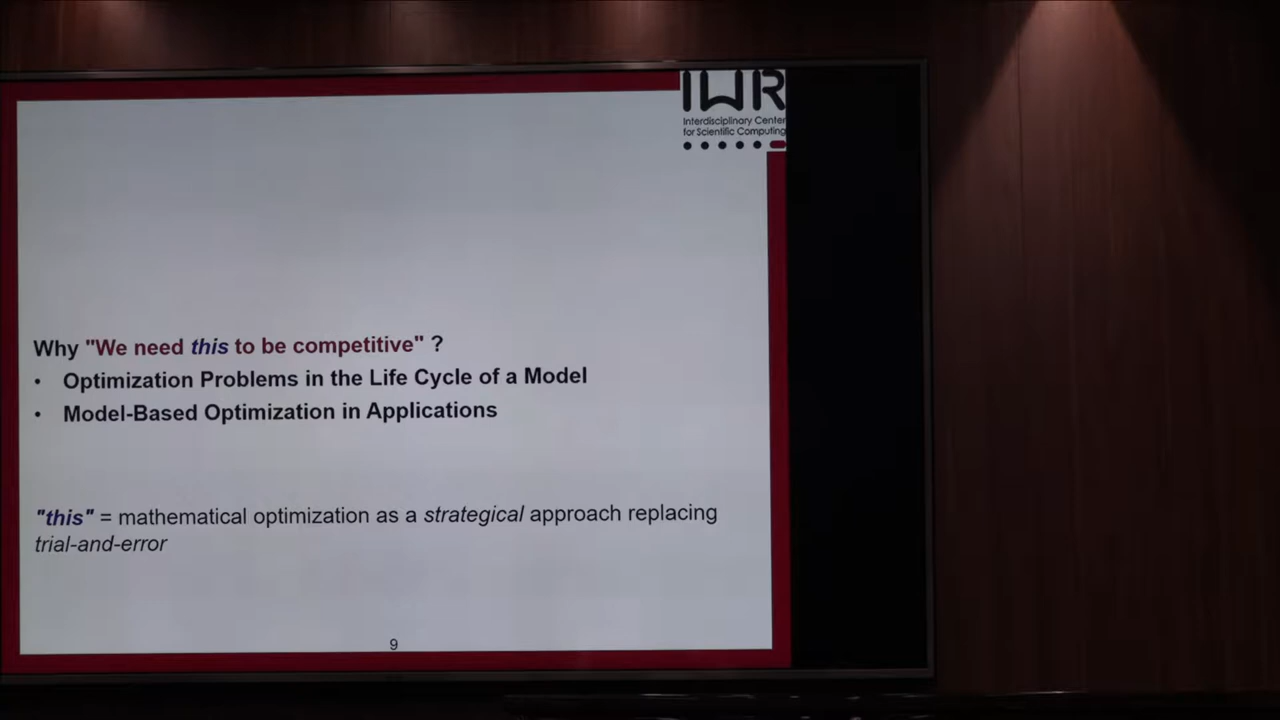 IWR
Interdisciplinary Center
for Scientific Computing
Why "We need this to be competitive" ?
• Optimization Problems in the Life Cycle of a Model
• Model-Based Optimization in Applications
"this" = mathematical optimization as a strategical approach replacing
trial-and-error
9